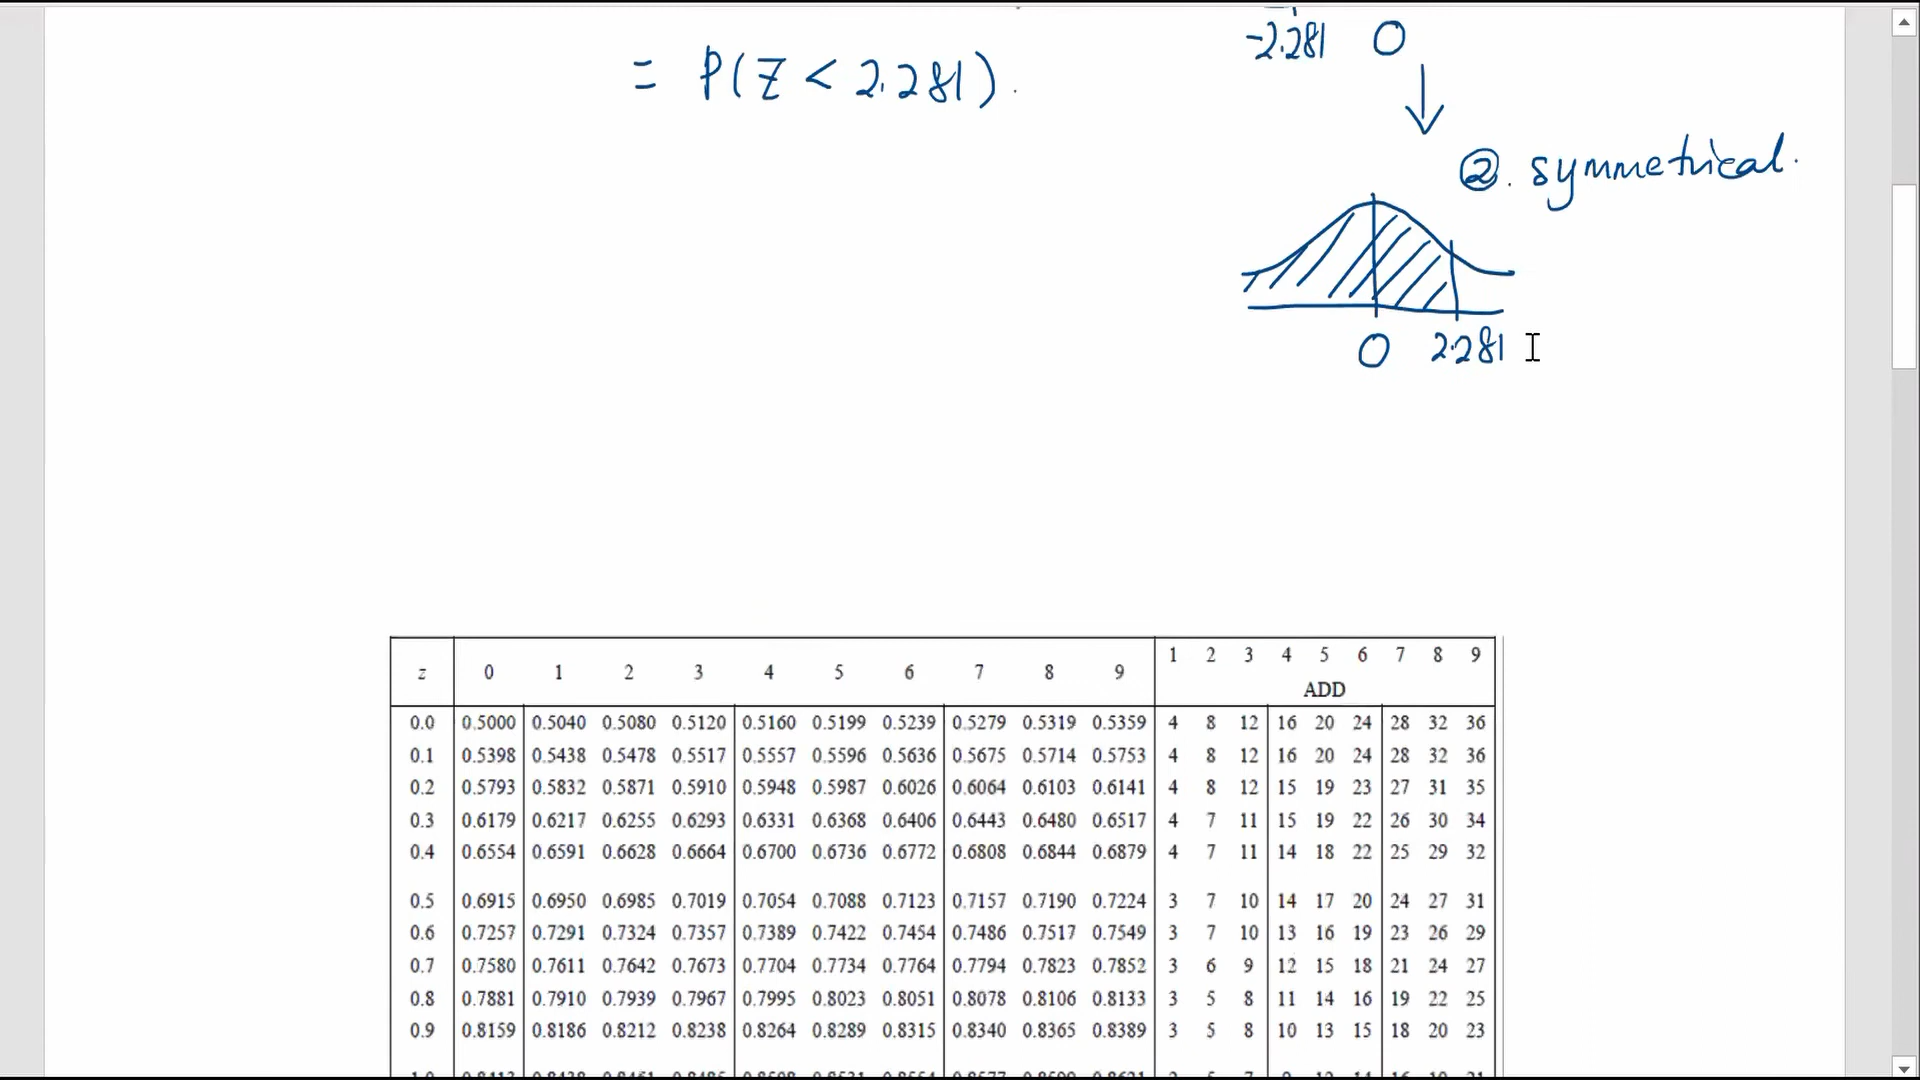 -2.281 0
= P(Z < 2.281).
②. symmetrical.
0 2.281
z 0 1 2 3 4 5 6 7 8 9 1 2 3 4 5 6 7 8 9
ADD
0.0 0.5000 0.5040 0.5080 0.5120 0.5160 0.5199 0.5239 0.5279 0.5319 0.5359 4 8 12 16 20 24 28 32 36
0.1 0.5398 0.5438 0.5478 0.5517 0.5557 0.5596 0.5636 0.5675 0.5714 0.5753 4 8 12 16 20 24 28 32 36
0.2 0.5793 0.5832 0.5871 0.5910 0.5948 0.5987 0.6026 0.6064 0.6103 0.6141 4 8 12 15 19 23 27 31 35
0.3 0.6179 0.6217 0.6255 0.6293 0.6331 0.6368 0.6406 0.6443 0.6480 0.6517 4 7 11 15 19 22 26 30 34
0.4 0.6554 0.6591 0.6628 0.6664 0.6700 0.6736 0.6772 0.6808 0.6844 0.6879 4 7 11 14 18 22 25 29 32
0.5 0.6915 0.6950 0.6985 0.7019 0.7054 0.7088 0.7123 0.7157 0.7190 0.7224 3 7 10 14 17 20 24 27 31
0.6 0.7257 0.7291 0.7324 0.7357 0.7389 0.7422 0.7454 0.7486 0.7517 0.7549 3 7 10 13 16 19 23 26 29
0.7 0.7580 0.7611 0.7642 0.7673 0.7704 0.7734 0.7764 0.7794 0.7823 0.7852 3 6 9 12 15 18 21 24 27
0.8 0.7881 0.7910 0.7939 0.7967 0.7995 0.8023 0.8051 0.8078 0.8106 0.8133 3 5 8 11 14 16 19 22 25
0.9 0.8159 0.8186 0.8212 0.8238 0.8264 0.8289 0.8315 0.8340 0.8365 0.8389 3 5 8 10 13 15 18 20 23